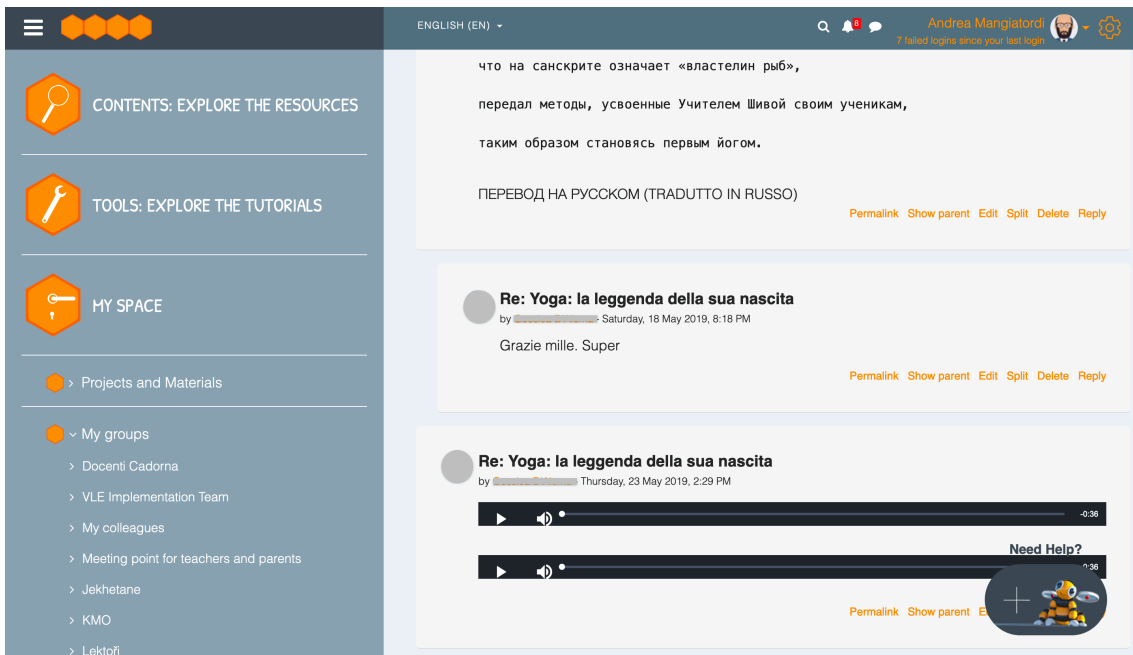 ENGLISH (EN)
8
Andrea Mangiatordi
7 failed logins since your last login
CONTENTS: EXPLORE THE RESOURCES
TOOLS: EXPLORE THE TUTORIALS
MY SPACE
Projects and Materials
My groups
Docenti Cadorna
VLE Implementation Team
My colleagues
Meeting point for teachers and parents
Jekhetane
KMO
Lektoři
что на санскрите означает «властелин рыб»,
передал методы, усвоенные Учителем Шивой своим ученикам,
таким образом становясь первым йогом.
ПЕРЕВОД НА РУССКОМ (TRADUTTO IN RUSSO)
Permalink Show parent Edit Split Delete Reply
Re: Yoga: la leggenda della sua nascita
by - Saturday, 18 May 2019, 8:18 PM
Grazie mille. Super
Permalink Show parent Edit Split Delete Reply
Re: Yoga: la leggenda della sua nascita
by Thursday, 23 May 2019, 2:29 PM
-0:36
Need Help?
0:36
Permalink Show parent